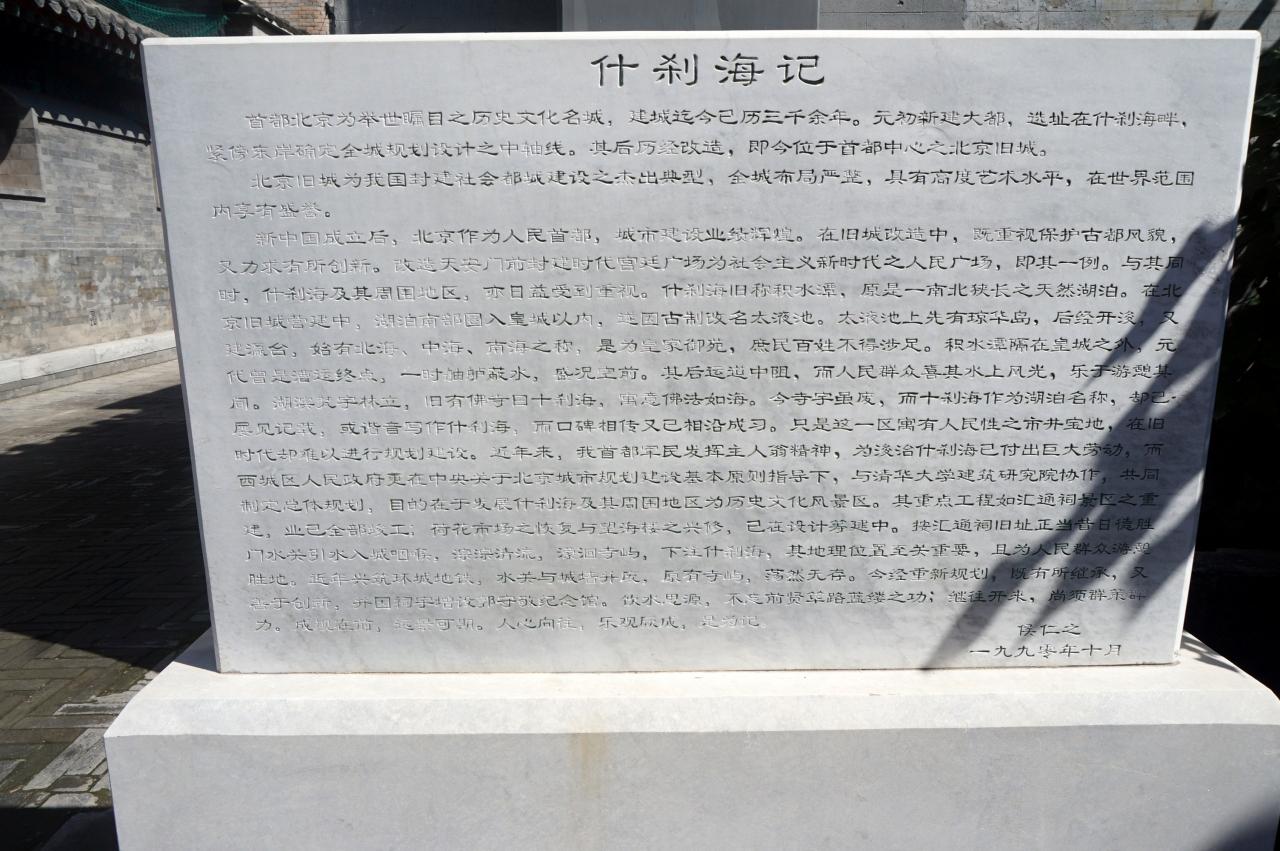 什刹海记
首都北京为举世瞩目之历史文化名城，建城迄今已历三千余年。元初新建大都，选址在什刹海畔，
紧傍东岸确定全城规划设计之中轴线。其后历经改造，即今位于首都中心之北京旧城。
北京旧城为我国封建社会都城建设之杰出典型，全城布局严整，具有高度艺术水平，在世界范围
内享有盛誉。
新中国成立后，北京作为人民首都，城市建设业绩辉煌。在旧城改造中，既重视保护古都风貌，
又力求有所创新。改造天安门前封建时代宫廷广场为社会主义新时代之人民广场，即其一例。与其同
时，什刹海及其周围地区，亦日益受到重视。什刹海旧称积水潭，原是一南北狭长之天然湖泊。在北
京旧城营建中，湖泊南部圈入皇城以内，遂因古制改名太液池。太液池上先有琼华岛，后经开浚，又
建瀛台，始有北海、中海、南海之称，是为皇家御苑，庶民百姓不得涉足。积水潭隔在皇城之外，元
代曾是漕运终点，一时舳舻蔽水，盛况空前。其后运道中阻，而人民群众喜其水上风光，乐于游憩其
间。湖滨梵宇林立，旧有佛寺曰十刹海，寓意佛法如海。今寺宇虽废，而十刹海作为湖泊名称，却已
屡见记载，或谐音写作什刹海，而口碑相传又已相沿成习。只是这一区寓有人民性之市井宝地，在旧
时代却难以进行规划建设。近年来，我首都军民发挥主人翁精神，为浚治什刹海已付出巨大劳动，而
西城区人民政府更在中央关于北京城市规划建设基本原则指导下，与清华大学建筑研究院协作，共同
制定总体规划，目的在于发展什刹海及其周围地区为历史文化风景区。其重点工程如汇通祠景区之重
建，业已全部竣工；荷花市场之恢复与望海楼之兴修，已在设计筹建中。按汇通祠旧址正当昔日德胜
门水关引水入城咽喉，淙淙清流，潆洄寺屿，下注什刹海，其地理位置至关重要，且为人民群众游憩
胜地。近年兴筑环城地铁，水关与城墙并毁，原有寺屿，荡然无存。今经重新规划，既有所继承，又
善于创新，并因祠宇增设郭守敬纪念馆。饮水思源，不忘前贤筚路蓝缕之功；继往开来，尚须群策群
力。成规在前，远景可期。人心向往，乐观厥成，是为记。
侯仁之
一九九零年十月